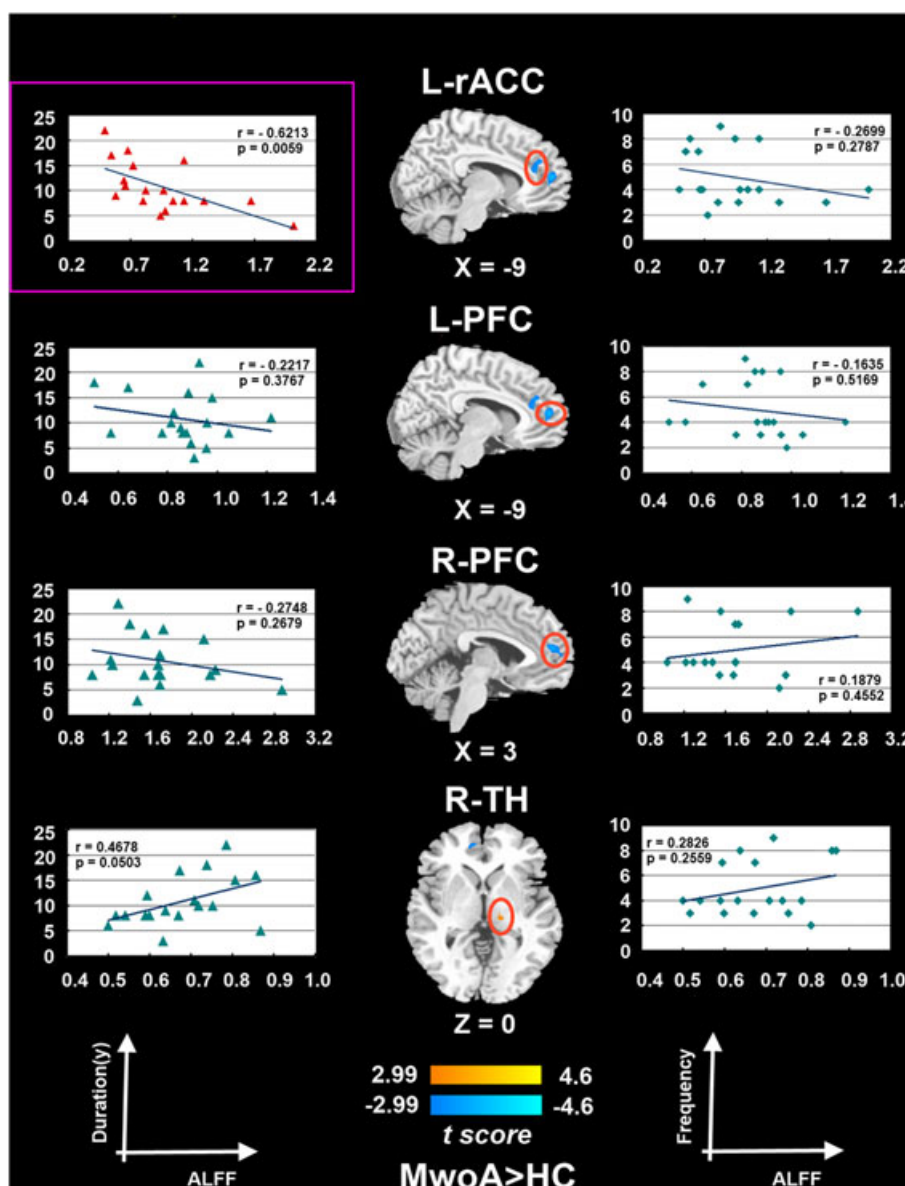 L-rACC
25
20
15
10
5
0
r = - 0.6213
p = 0.0059
0.2 0.7 1.2 1.7 2.2
X = -9
10
8
6
4
2
0
r = - 0.2699
p = 0.2787
0.2 0.7 1.2 1.7 2.2
L-PFC
25
20
15
10
5
0
r = - 0.2217
p = 0.3767
0.4 0.6 0.8 1.0 1.2 1.4
X = -9
10
8
6
4
2
0
r = - 0.1635
p = 0.5169
0.4 0.6 0.8 1.0 1.2 1.4
R-PFC
25
20
15
10
5
0
r = - 0.2748
p = 0.2679
0.8 1.2 1.6 2.0 2.4 2.8 3.2
X = 3
10
8
6
4
2
0
r = 0.1879
p = 0.4552
0.8 1.2 1.6 2.0 2.4 2.8 3.2
R-TH
25
20
15
10
5
0
r = 0.4678
p = 0.0503
0.4 0.5 0.6 0.7 0.8 0.9 1.0
Z = 0
10
8
6
4
2
0
r = 0.2826
p = 0.2559
0.4 0.5 0.6 0.7 0.8 0.9 1.0
Duration(y)
ALFF
2.99 4.6
-2.99 -4.6
t score
MwoA>HC
Frequency
ALFF